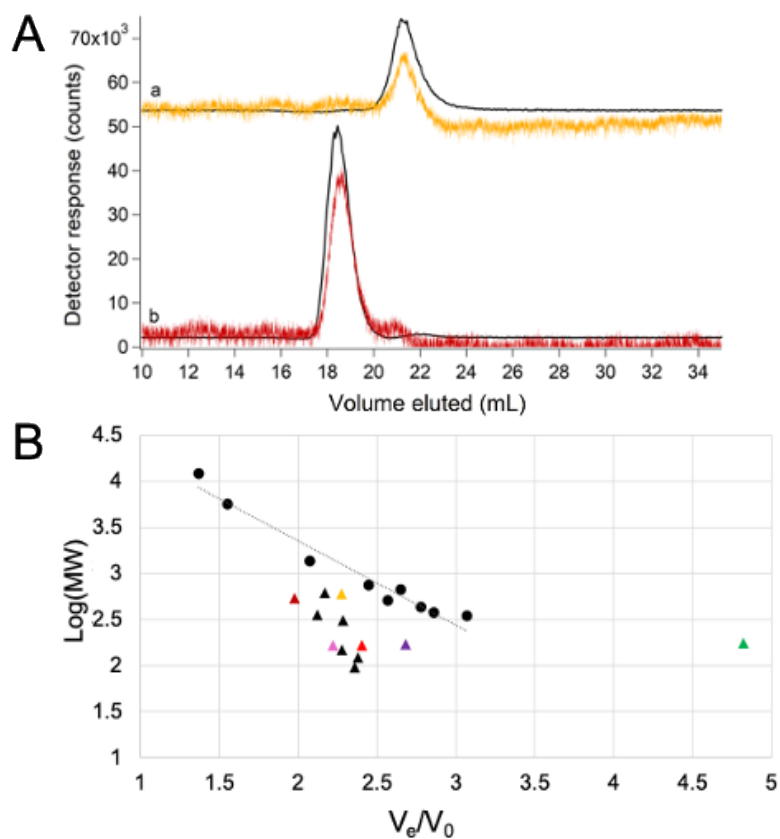 A
70x10³
60
50
40
30
20
10
0
Detector response (counts)
a
b
10 12 14 16 18 20 22 24 26 28 30 32 34
Volume eluted (mL)
B
4.5
4
3.5
3
2.5
2
1.5
1
Log(MW)
1 1.5 2 2.5 3 3.5 4 4.5 5
Vₑ/V₀